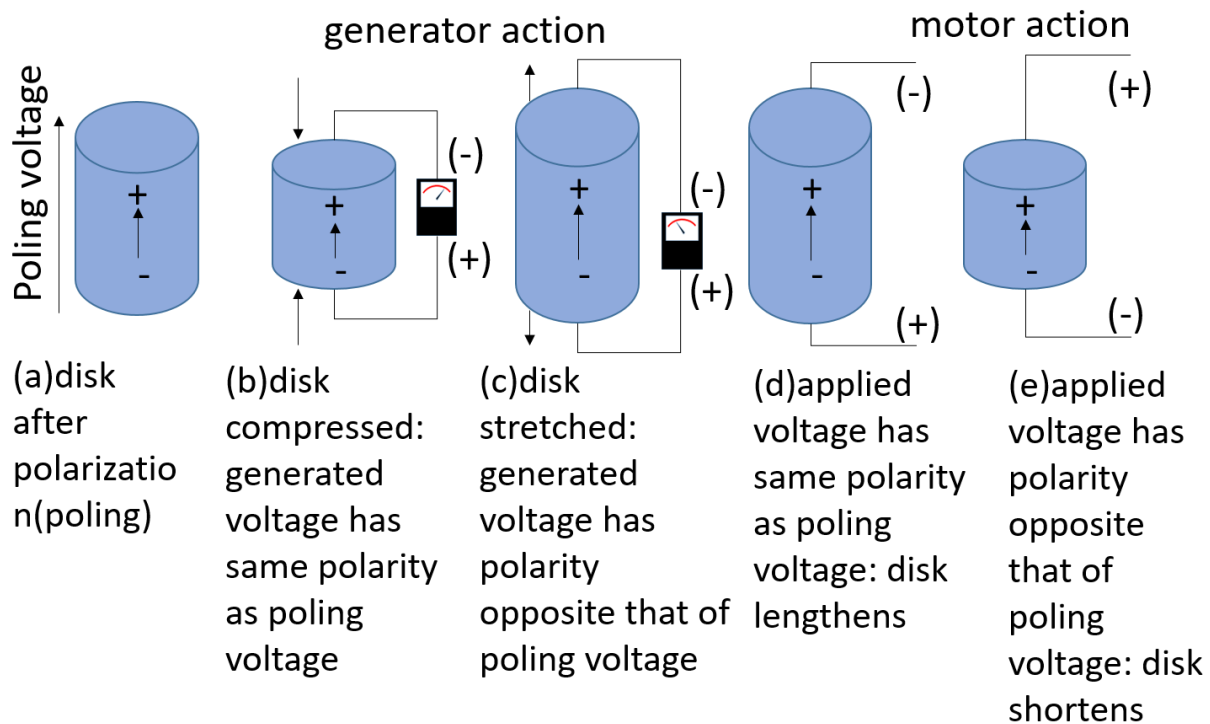 generator action
motor action
Poling voltage
+
-
+
-
(-)
(+)
+
-
(-)
(+)
+
-
(-)
(+)
+
-
(+)
(-)
(a)disk
after
polarizatio
n(poling)
(b)disk
compressed:
generated
voltage has
same polarity
as poling
voltage
(c)disk
stretched:
generated
voltage has
polarity
opposite that of
poling voltage
(d)applied
voltage has
same polarity
as poling
voltage: disk
lengthens
(e)applied
voltage has
polarity
opposite
that of
poling
voltage: disk
shortens